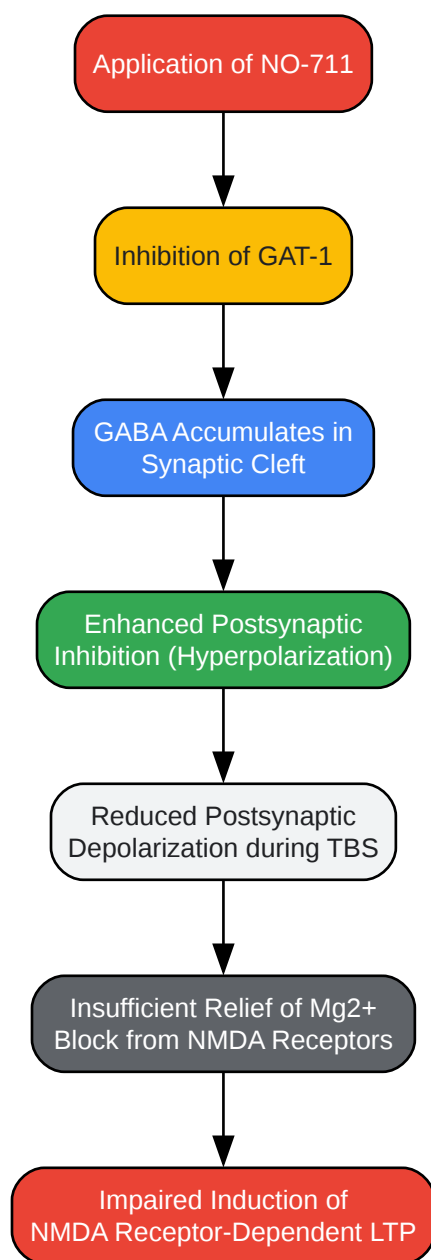 Application of NO-711
Inhibition of GAT-1
GABA Accumulates in
Synaptic Cleft
Enhanced Postsynaptic
Inhibition (Hyperpolarization)
Reduced Postsynaptic
Depolarization during TBS
Insufficient Relief of Mg2+
Block from NMDA Receptors
Impaired Induction of
NMDA Receptor-Dependent LTP